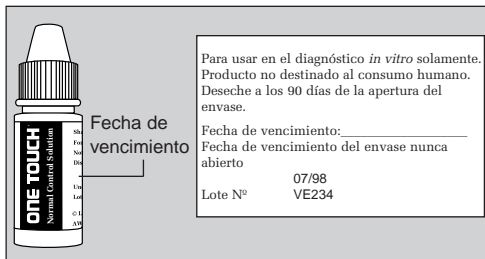 ONE TOUCH
Normal Control Solution
Fecha de
vencimiento
Para usar en el diagnóstico in vitro solamente.
Producto no destinado al consumo humano.
Deseche a los 90 días de la apertura del
envase.
Fecha de vencimiento:____________________
Fecha de vencimiento del envase nunca
abierto
07/98
Lote Nº VE234